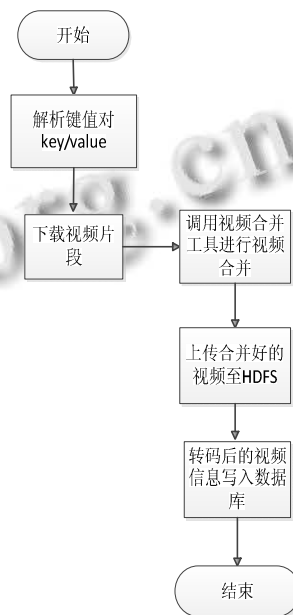 开始
解析键值对
key/value
下载视频片
段
调用视频合并
工具进行视频
合并
上传合并好的
视频至HDFS
转码后的视频
信息写入数据
库
结束